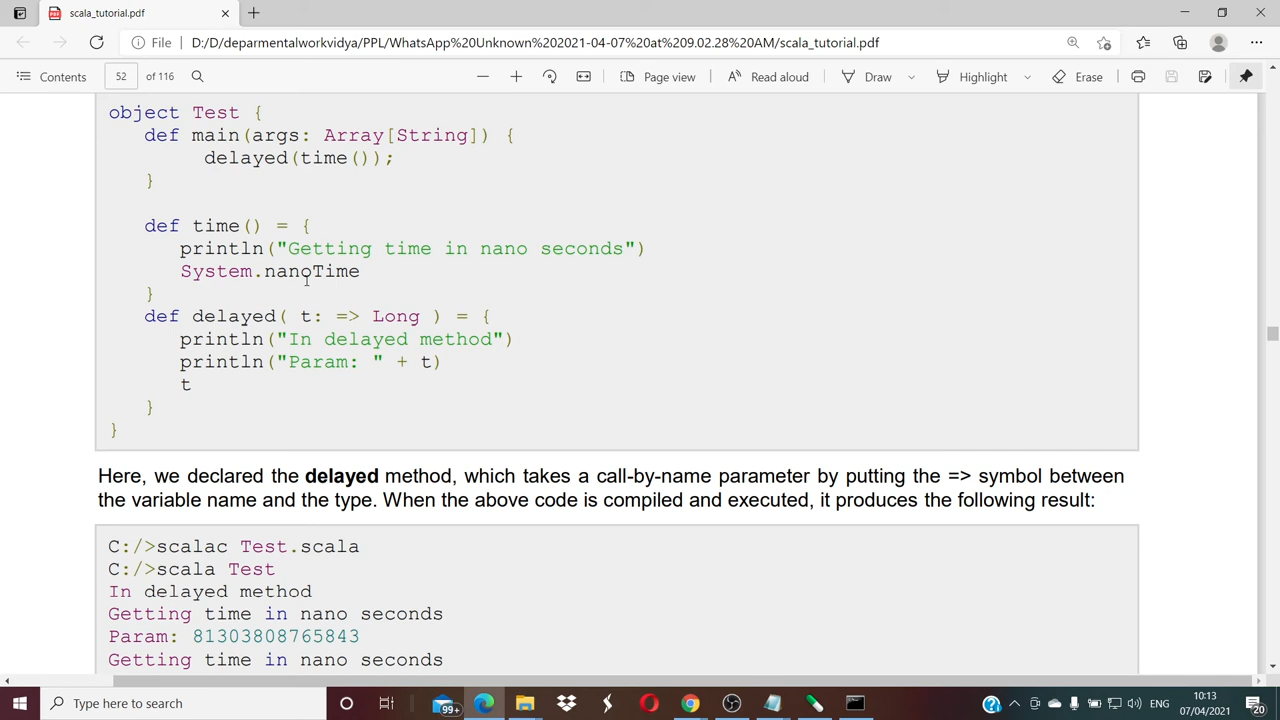 scala_tutorial.pdf
File D:/D/deparmentalworkvidya/PPL/WhatsApp%20Unknown%202021-04-07%20at%209.02.28%20AM/scala_tutorial.pdf
Contents 52 of 116 Page view Read aloud Draw Highlight Erase
object Test {
def main(args: Array[String]) {
delayed(time());
}
def time() = {
println("Getting time in nano seconds")
System.nanoTime
}
def delayed( t: => Long ) = {
println("In delayed method")
println("Param: " + t)
t
}
}
Here, we declared the delayed method, which takes a call-by-name parameter by putting the => symbol between
the variable name and the type. When the above code is compiled and executed, it produces the following result:
C:/>scalac Test.scala
C:/>scala Test
In delayed method
Getting time in nano seconds
Param: 81303808765843
Getting time in nano seconds
Type here to search 99+ ENG 10:13
07/04/2021 20